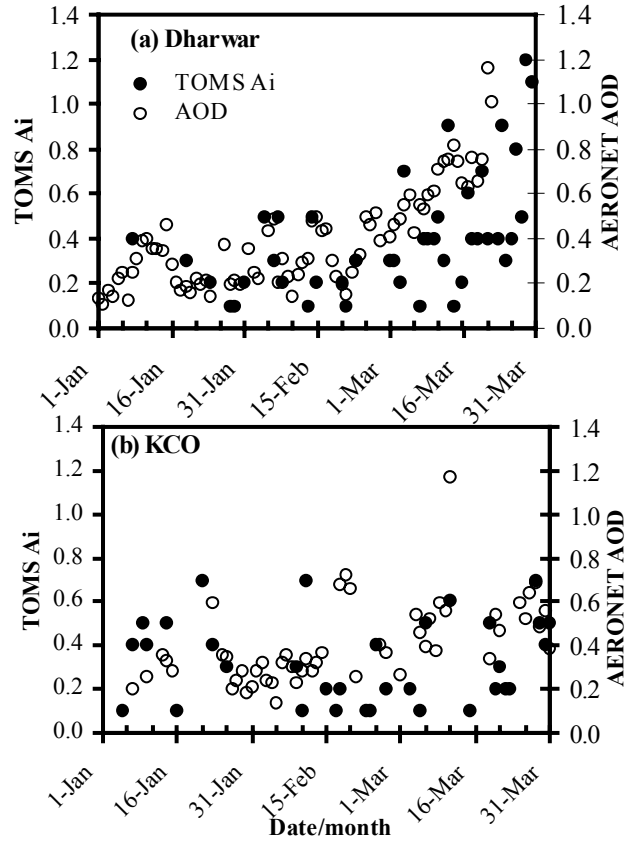 (a) Dharwar
TOMS Ai
AOD
1.4
1.2
1.0
0.8
0.6
0.4
0.2
0.0
TOMS Ai
1.4
1.2
1.0
0.8
0.6
0.4
0.2
0.0
AERONET AOD
1-Jan
16-Jan
31-Jan
15-Feb
1-Mar
16-Mar
31-Mar
(b) KCO
1.4
1.2
1.0
0.8
0.6
0.4
0.2
0.0
TOMS Ai
1.4
1.2
1.0
0.8
0.6
0.4
0.2
0.0
AERONET AOD
1-Jan
16-Jan
31-Jan
15-Feb
1-Mar
16-Mar
31-Mar
Date/month